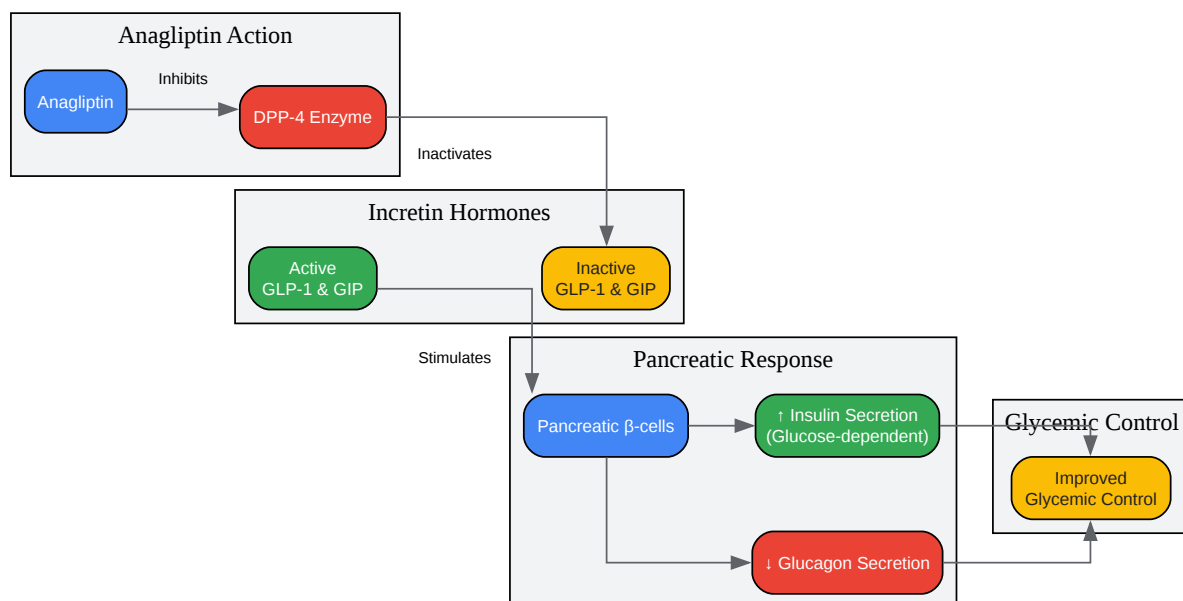 Anagliptin Action
Anagliptin
Inhibits
DPP-4 Enzyme
Inactivates
Incretin Hormones
Active
GLP-1 & GIP
Inactive
GLP-1 & GIP
Stimulates
Pancreatic Response
Pancreatic β-cells
↑ Insulin Secretion
(Glucose-dependent)
↓ Glucagon Secretion
Glycemic Control
Improved
Glycemic Control